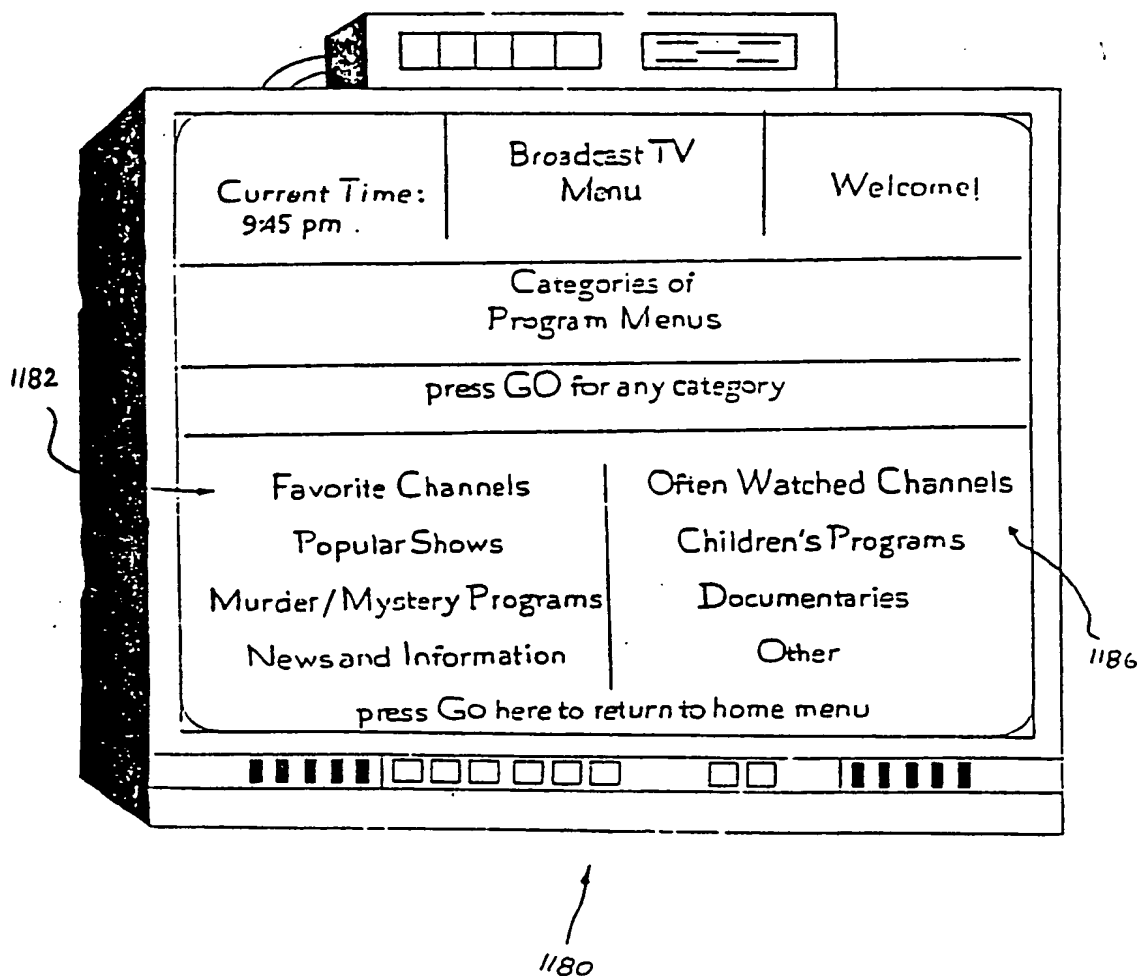 Current Time:
9:45 pm .
Broadcast TV
Menu
Welcome!
Categories of
Program Menus
press GO for any category
1182
Favorite Channels
Popular Shows
Murder/Mystery Programs
News and Information
Often Watched Channels
Children's Programs
Documentaries
Other
1186
press Go here to return to home menu
1180